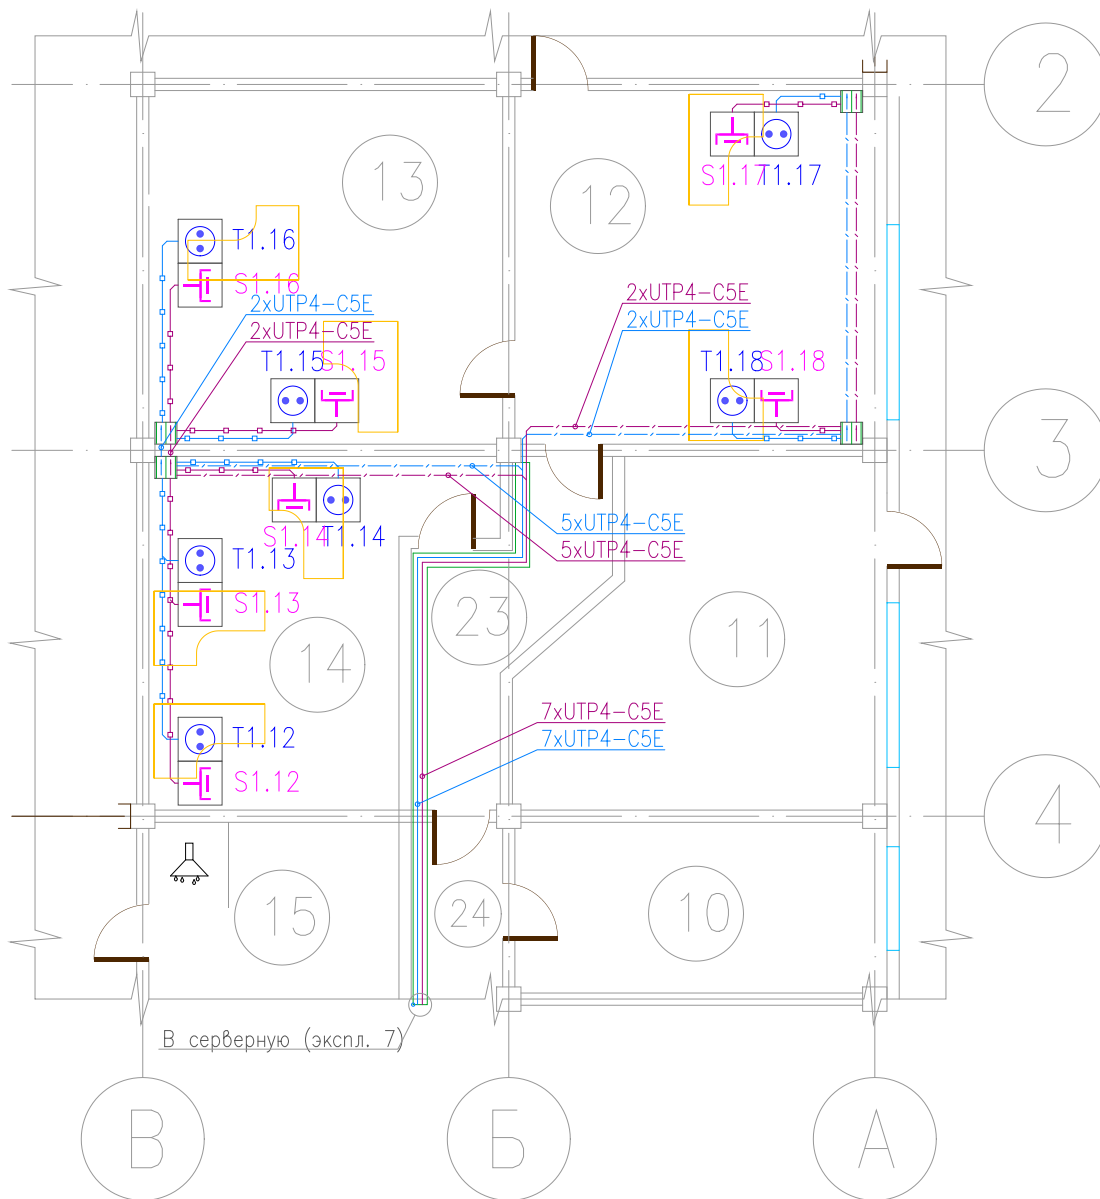 2
13
12
S1.17
T1.17
T1.16
S1.16
2xUTP4-C5E
2xUTP4-C5E
2xUTP4-C5E
2xUTP4-C5E
T1.15
S1.15
T1.18
S1.18
3
5xUTP4-C5E
5xUTP4-C5E
S1.14
T1.14
T1.13
S1.13
23
11
14
7xUTP4-C5E
7xUTP4-C5E
T1.12
S1.12
4
15
24
10
В серверную (экспл. 7)
В
Б
А